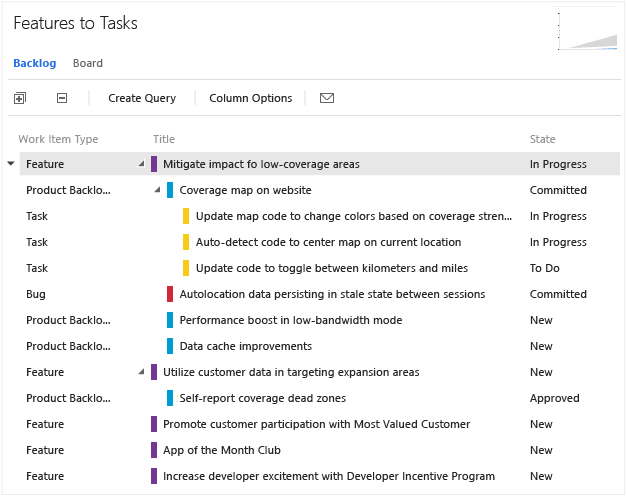 Features to Tasks
Backlog Board
Create Query Column Options
Work Item Type Title State
Feature Mitigate impact fo low-coverage areas In Progress
Product Backlo... Coverage map on website Committed
Task Update map code to change colors based on coverage stren... In Progress
Task Auto-detect code to center map on current location In Progress
Task Update code to toggle between kilometers and miles To Do
Bug Autolocation data persisting in stale state between sessions Committed
Product Backlo... Performance boost in low-bandwidth mode New
Product Backlo... Data cache improvements New
Feature Utilize customer data in targeting expansion areas New
Product Backlo... Self-report coverage dead zones Approved
Feature Promote customer participation with Most Valued Customer New
Feature App of the Month Club New
Feature Increase developer excitement with Developer Incentive Program New